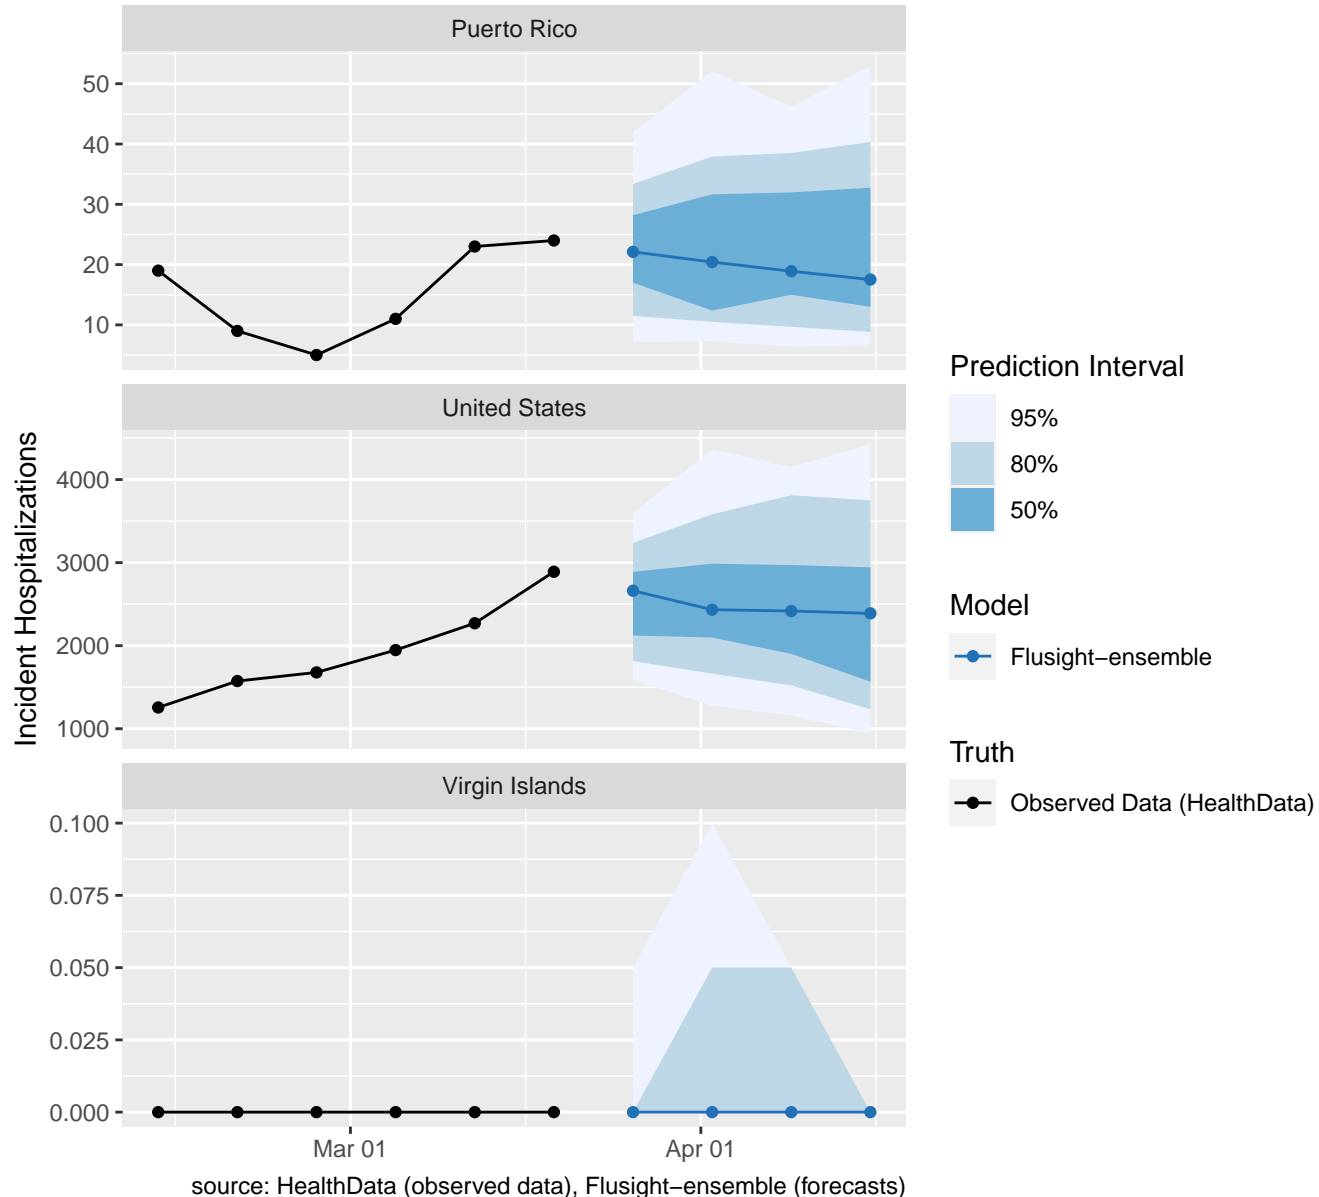 Puerto Rico
50
40
30
20
10
United States
4000
3000
2000
1000
Virgin Islands
0.100
0.075
0.050
0.025
0.000
Mar 01
Apr 01
Incident Hospitalizations
source: HealthData (observed data), Flusight−ensemble (forecasts)
Prediction Interval
95%
80%
50%
Model
Flusight−ensemble
Truth
Observed Data (HealthData)